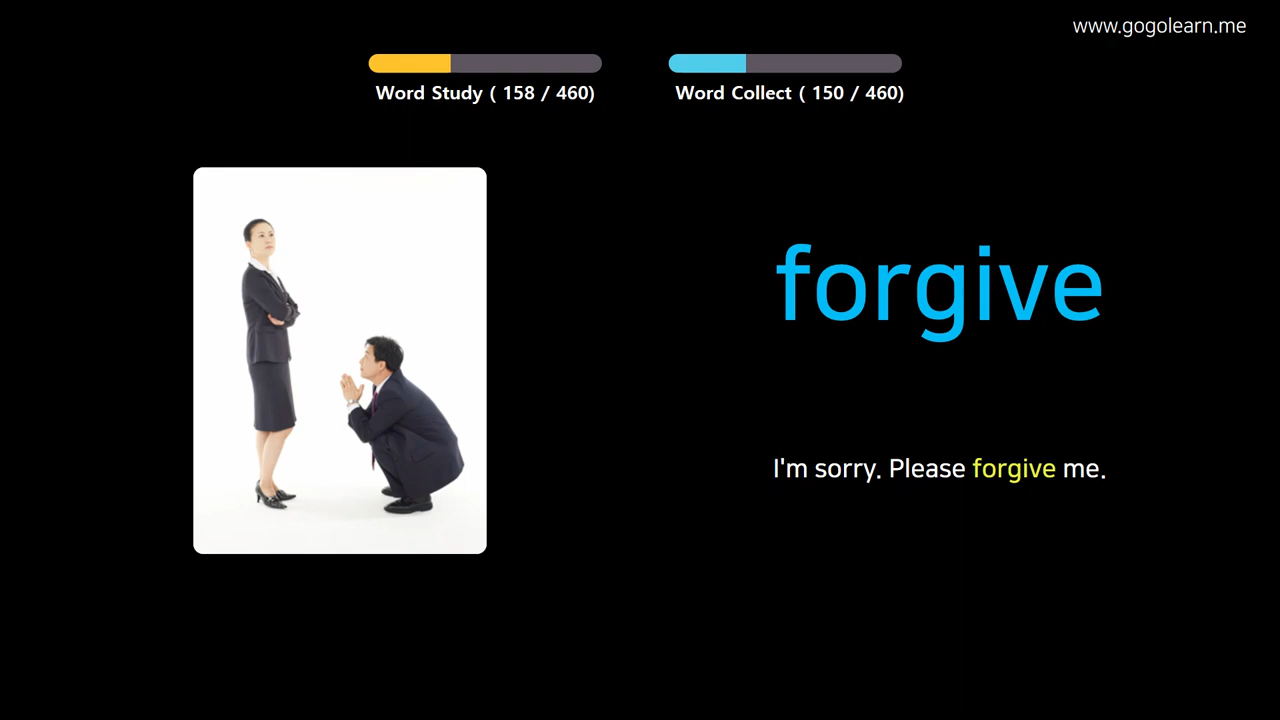 www.gogolearn.me
Word Study ( 158 / 460)
Word Collect ( 150 / 460)
forgive
I'm sorry. Please forgive me.